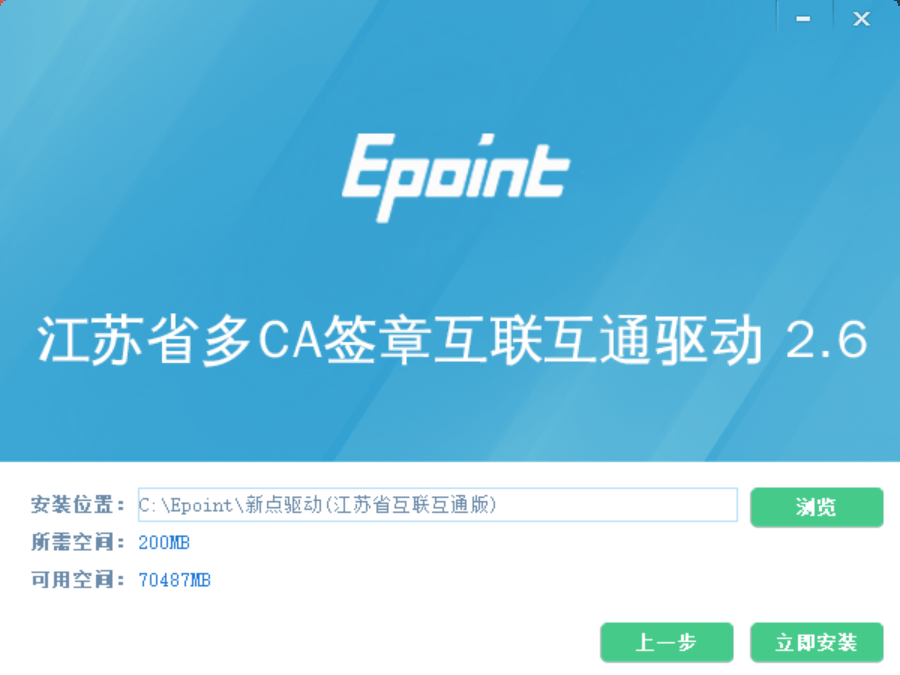 Epoint
江苏省多CA签章互联互通驱动 2.6
安装位置： C:\Epoint\新点驱动(江苏省互联互通版) 浏览
所需空间： 200MB
可用空间： 70487MB
上一步 立即安装